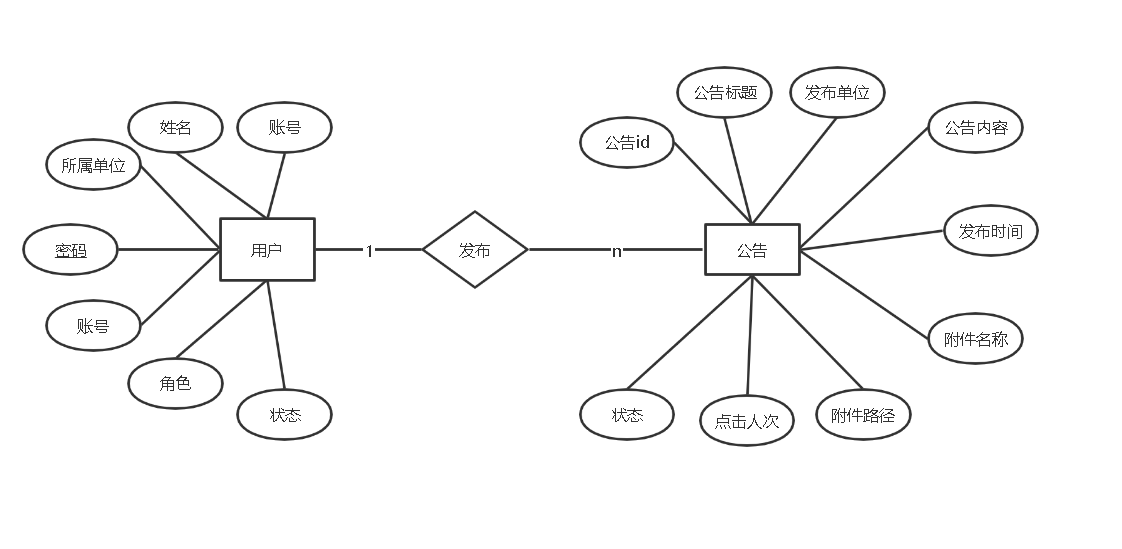 公告标题
发布单位
姓名
账号
公告内容
公告id
所属单位
发布时间
密码
用户
1
发布
n
公告
账号
附件名称
角色
状态
状态
点击人次
附件路径